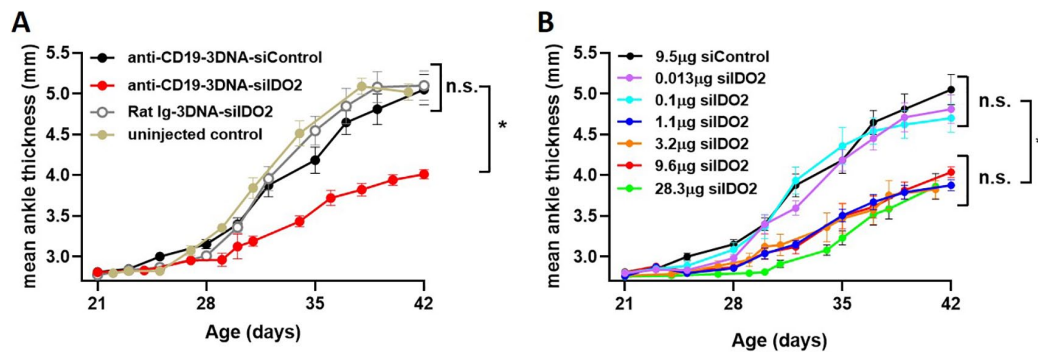 A
mean ankle thickness (mm)
5.5
5.0
4.5
4.0
3.5
3.0
anti-CD19-3DNA-siControl
anti-CD19-3DNA-siIDO2
Rat Ig-3DNA-siIDO2
uninjected control
n.s.
*
21
28
35
42
Age (days)
B
mean ankle thickness (mm)
5.5
5.0
4.5
4.0
3.5
3.0
9.5µg siControl
0.013µg siIDO2
0.1µg siIDO2
1.1µg siIDO2
3.2µg siIDO2
9.6µg siIDO2
28.3µg siIDO2
n.s.
n.s.
*
21
28
35
42
Age (days)